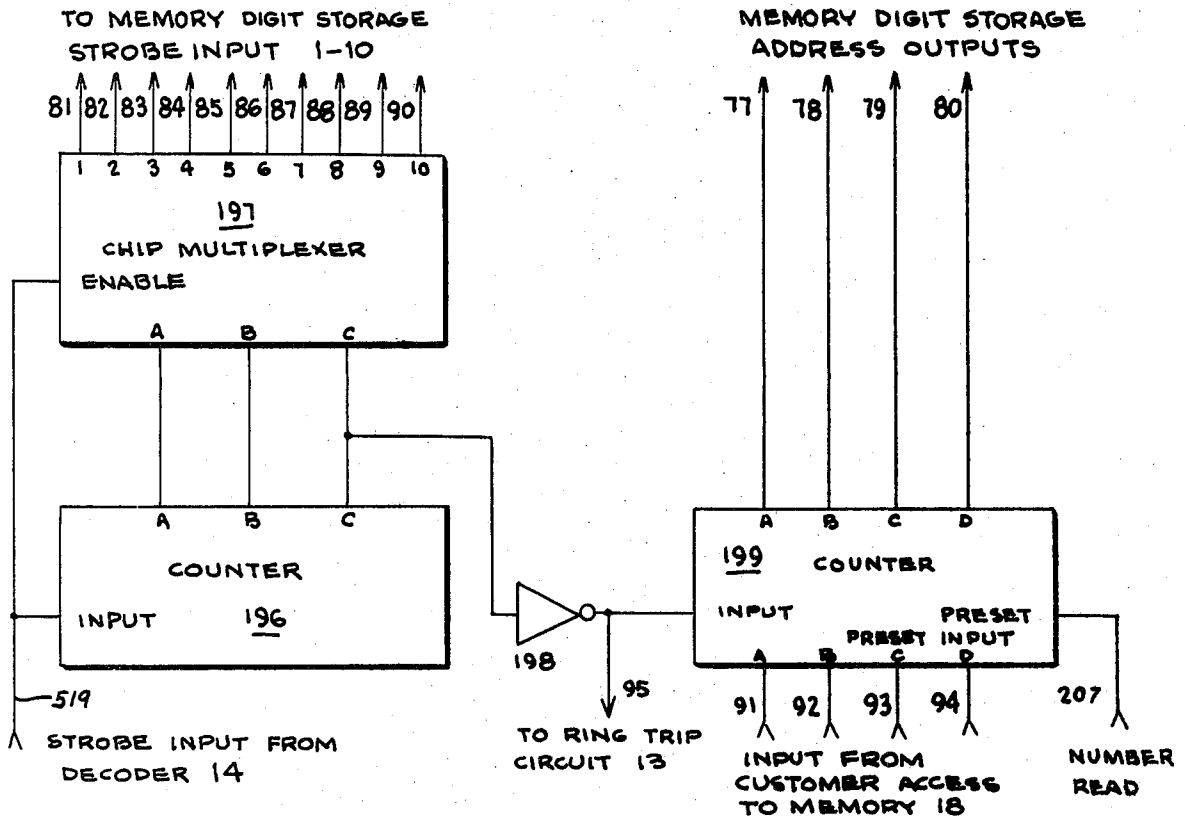 TO MEMORY DIGIT STORAGE
STROBE INPUT 1-10
MEMORY DIGIT STORAGE
ADDRESS OUTPUTS
81 82 83 84 85 86 87 88 89 90
77 78 79 80
1 2 3 4 5 6 7 8 9 10
197
CHIP MULTIPLEXER
ENABLE
A B C
A B C
COUNTER
INPUT 196
A B C D
199 COUNTER
INPUT
PRESET
PRESET INPUT
A B C D
198
519
95
91 92 93 94
207
STROBE INPUT FROM
DECODER 14
TO RING TRIP
CIRCUIT 13
INPUT FROM
CUSTOMER ACCESS
TO MEMORY 18
NUMBER
READ